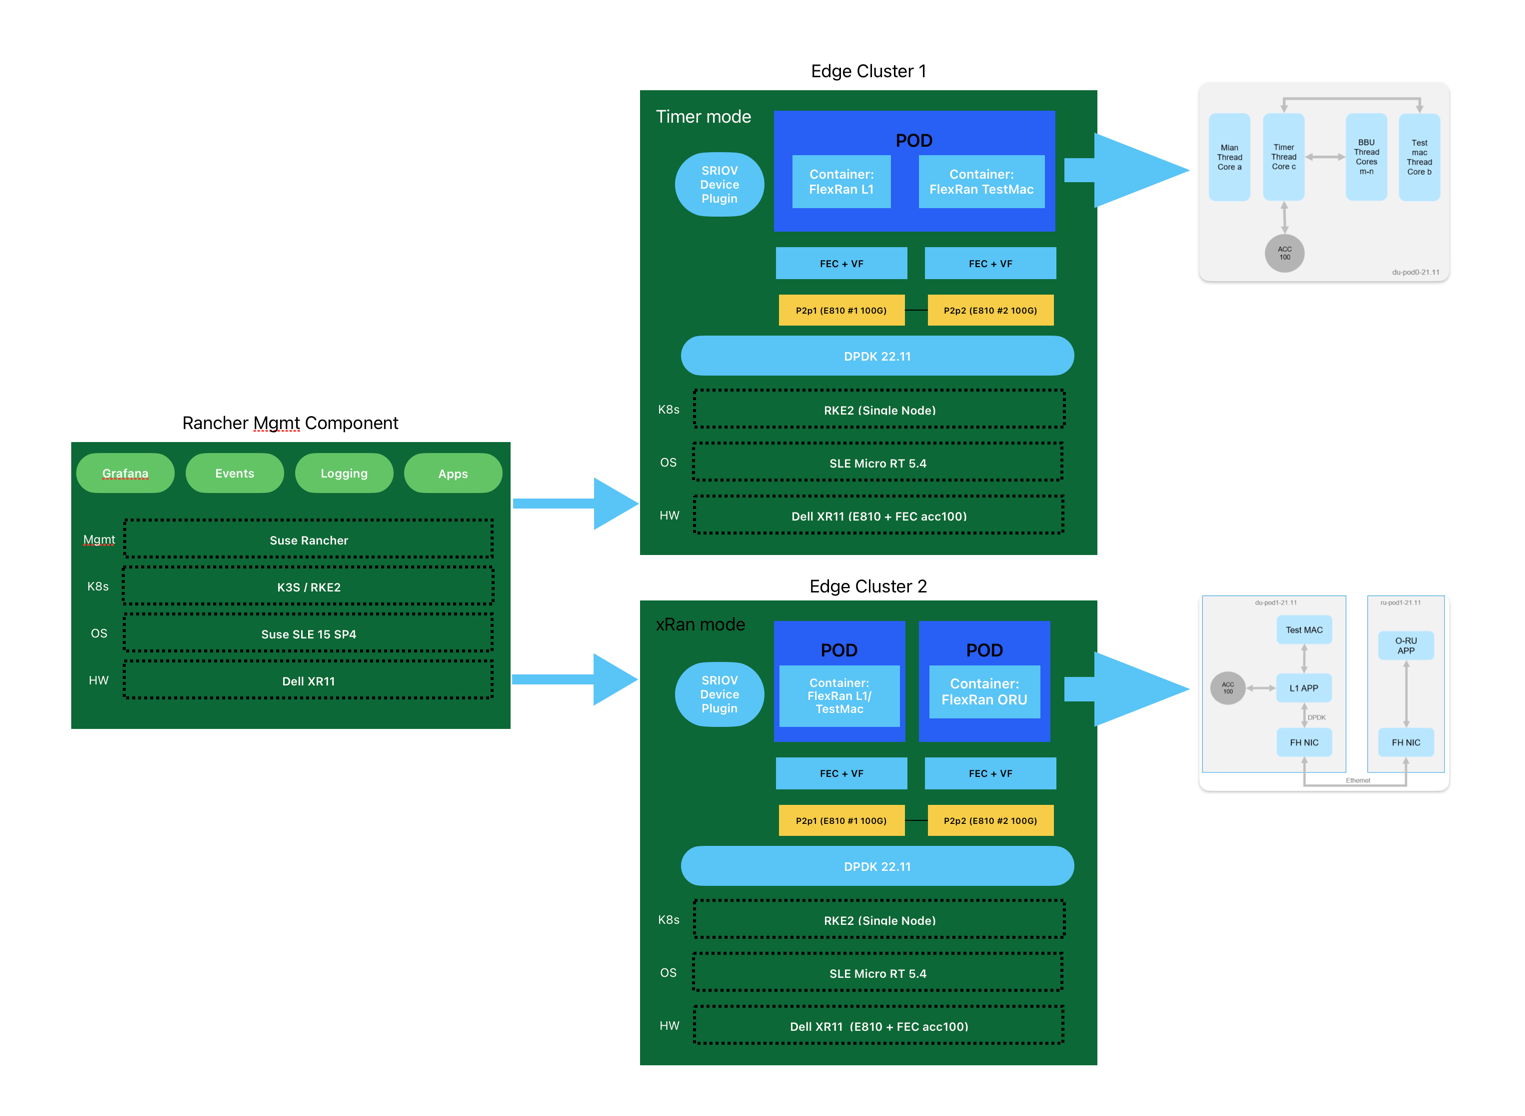 Edge Cluster 1
Timer mode
POD
SRIOV
Device
Plugin
Container:
FlexRan L1
Container:
FlexRan TestMac
FEC + VF
FEC + VF
P2p1 (E810 #1 100G)
P2p2 (E810 #2 100G)
DPDK 22.11
K8s
RKE2 (Single Node)
OS
SLE Micro RT 5.4
HW
Dell XR11 (E810 + FEC acc100)
Mian
Thread
Core a
Timer
Thread
Core c
BBU
Thread
Cores
m-n
Test
mac
Thread
Core b
ACC
100
du-pod0-21.11
Rancher Mgmt Component
Grafana
Events
Logging
Apps
Mgmt
Suse Rancher
K8s
K3S / RKE2
OS
Suse SLE 15 SP4
HW
Dell XR11
Edge Cluster 2
xRan mode
SRIOV
Device
Plugin
POD
Container:
FlexRan L1/
TestMac
POD
Container:
FlexRan ORU
FEC + VF
FEC + VF
P2p1 (E810 #1 100G)
P2p2 (E810 #2 100G)
DPDK 22.11
K8s
RKE2 (Single Node)
OS
SLE Micro RT 5.4
HW
Dell XR11 (E810 + FEC acc100)
du-pod1-21.11
Test MAC
ACC
100
L1 APP
DPDK
FH NIC
ru-pod1-21.11
O-RU
APP
FH NIC
Ethernet